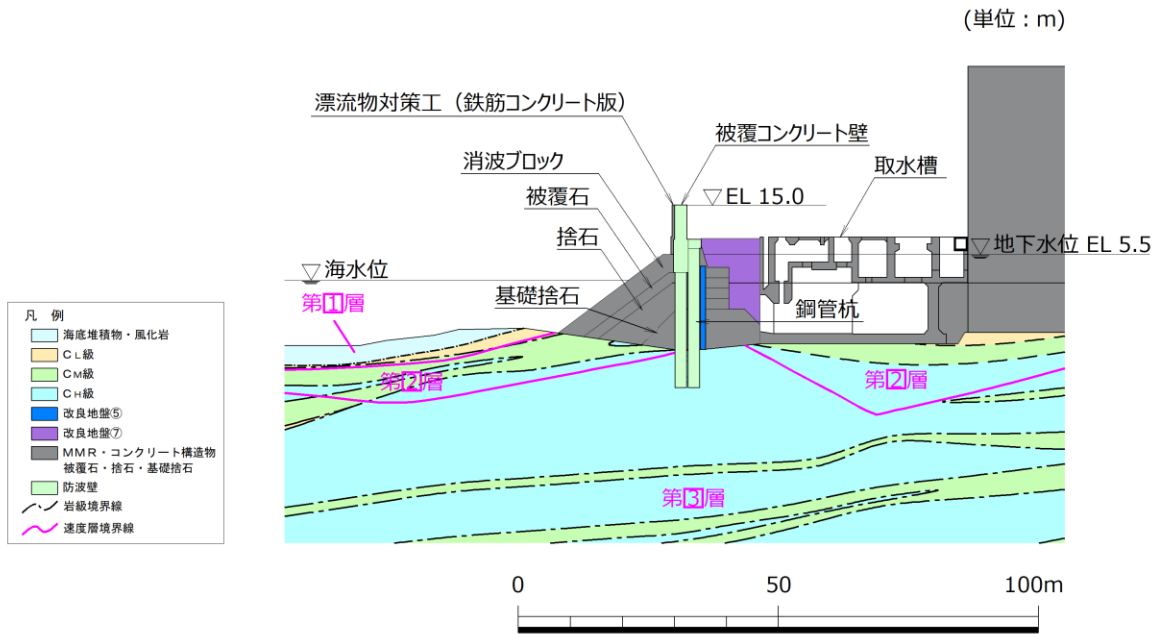 (単位：m)
漂流物対策工（鉄筋コンクリート版）
被覆コンクリート壁
消波ブロック
取水槽
被覆石
▽ EL 15.0
捨石
▽ 地下水位 EL 5.5
▽ 海水位
第1層
基礎捨石
鋼管杭
第2層
第2層
第3層
凡 例
海底堆積物・風化岩
CL級
CM級
CH級
改良地盤⑤
改良地盤⑦
MMR・コンクリート構造物
被覆石・捨石・基礎捨石
防波壁
岩級境界線
速度層境界線
0 50 100m